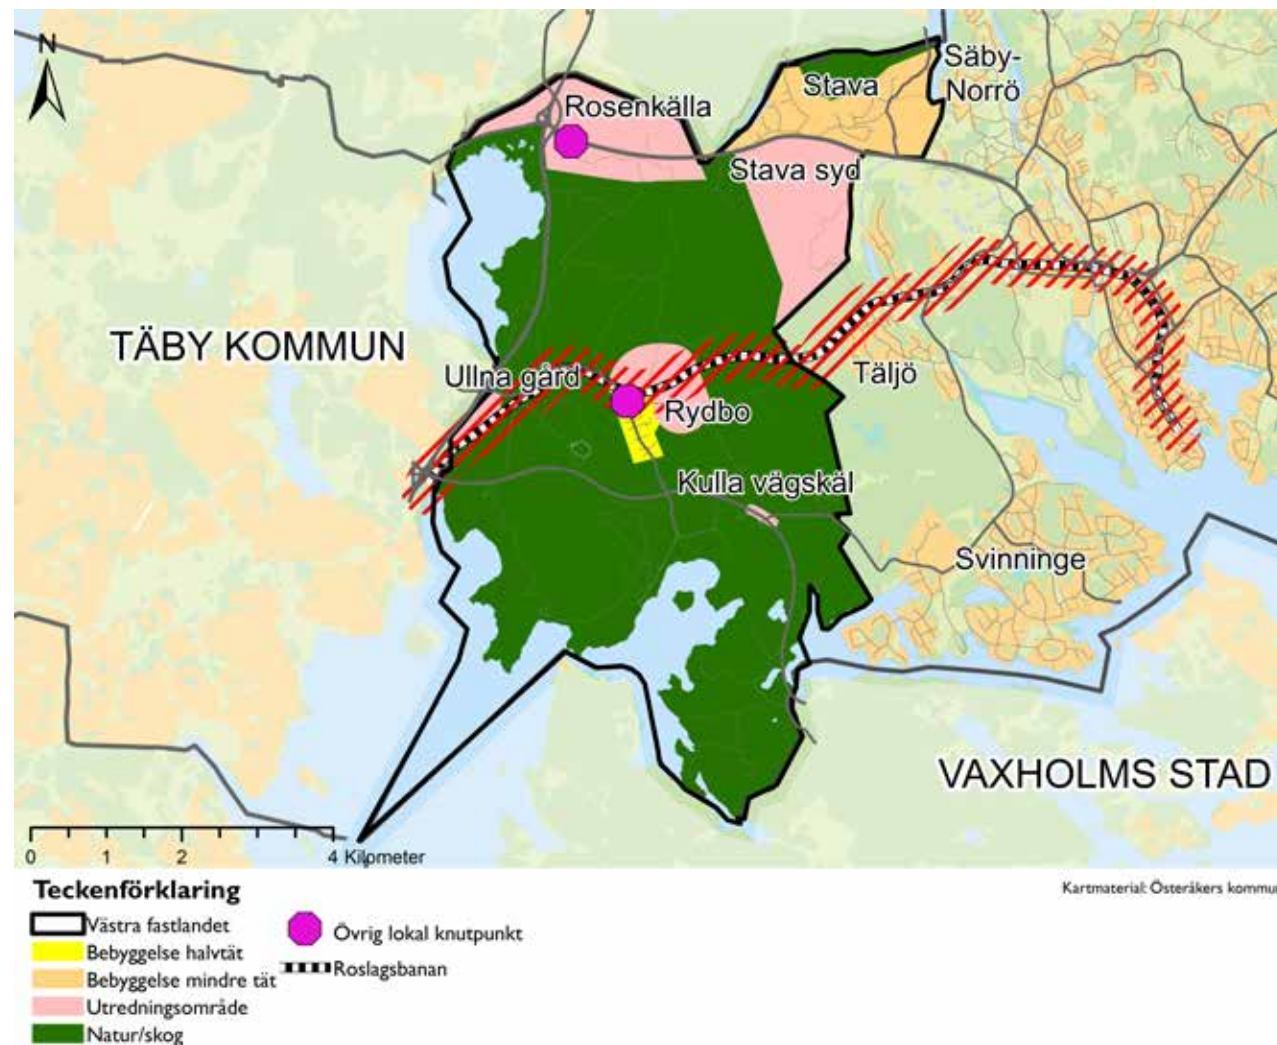 N
Säby-
Norrö
Stava
Rosenkälla
Stava syd
TÄBY KOMMUN
Ullna gård
Täljö
Rydbo
Kulla vägskäl
Svinninge
VAXHOLMS STAD
0 1 2 4 Kilometer
Teckenförklaring
Kartmaterial: Österåkers kommun
Västra fastlandet
Bebyggelse halvtät
Bebyggelse mindre tät
Utredningsområde
Natur/skog
Övrig lokal knutpunkt
Roslagsbanan